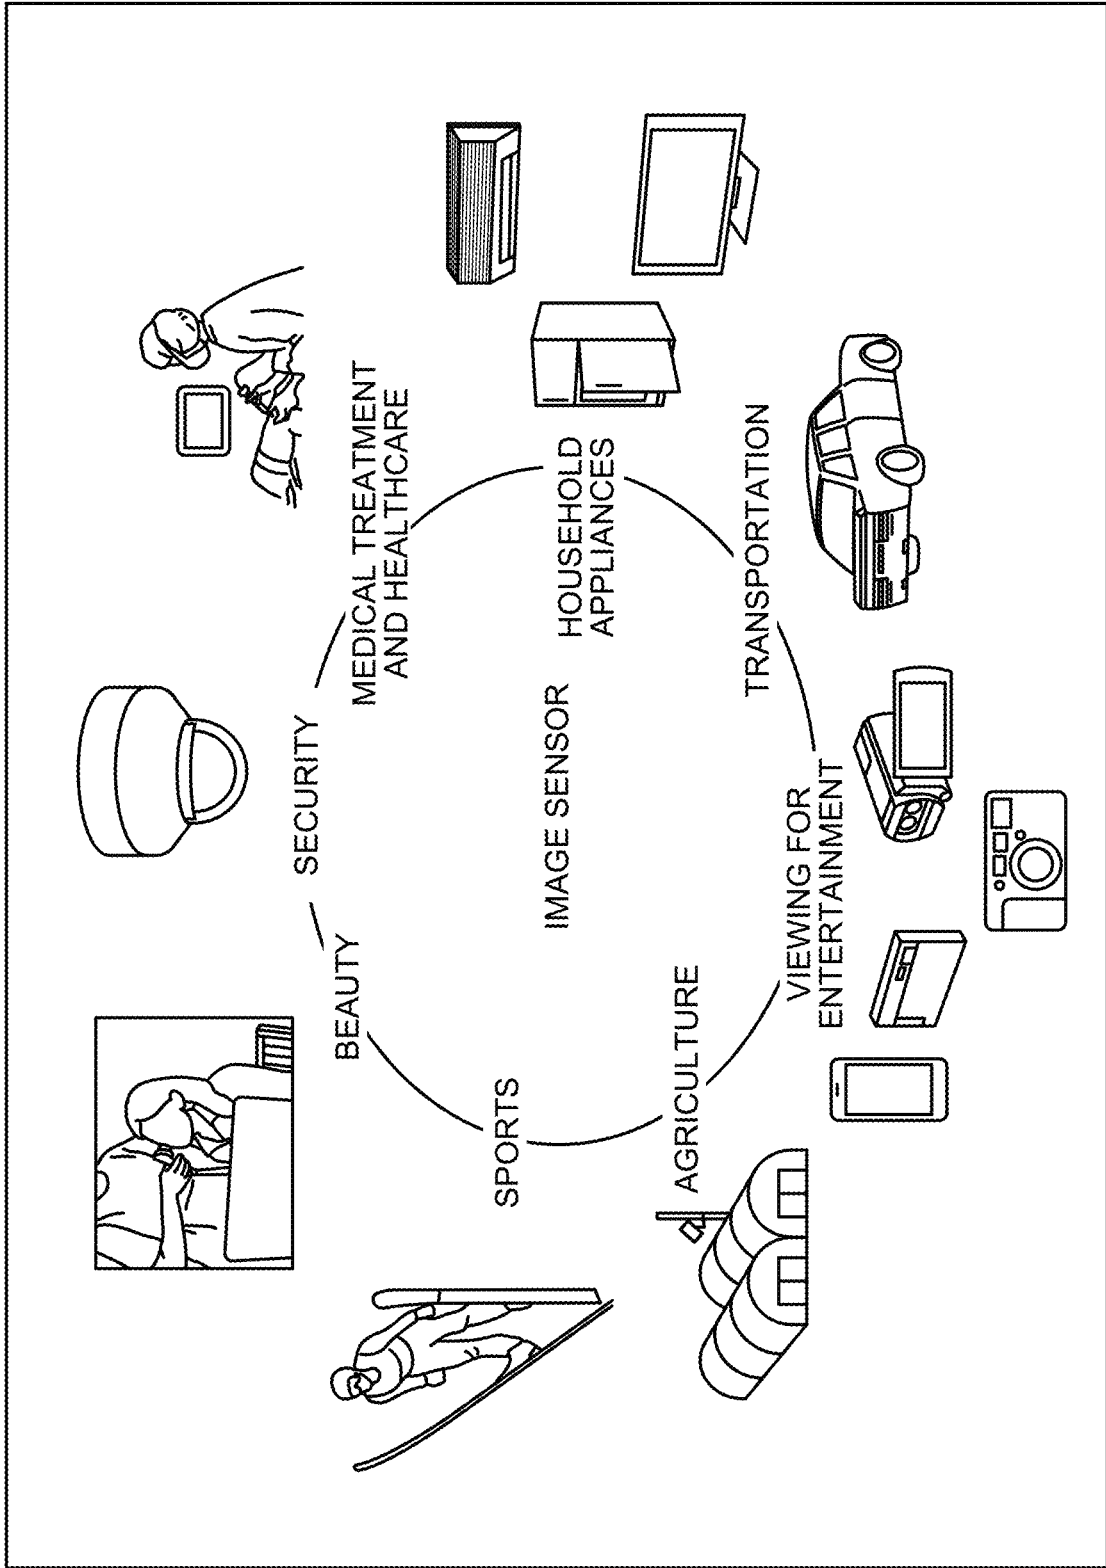 SECURITY
BEAUTY
MEDICAL TREATMENT
AND HEALTHCARE
SPORTS
IMAGE SENSOR
HOUSEHOLD
APPLIANCES
AGRICULTURE
TRANSPORTATION
VIEWING FOR
ENTERTAINMENT